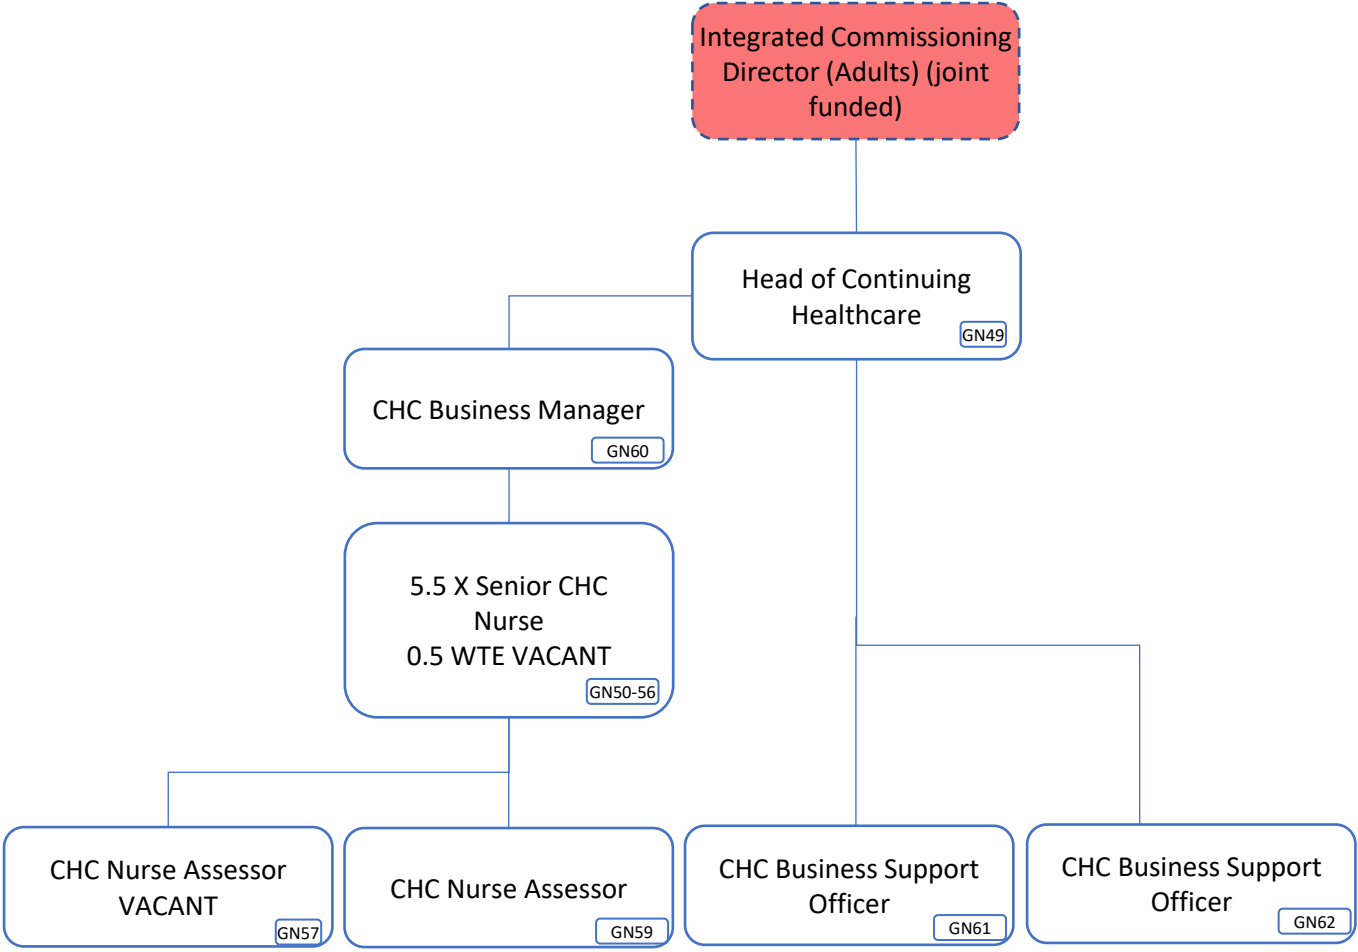 Integrated Commissioning
Director (Adults) (joint
funded)
Head of Continuing
Healthcare
GN49
CHC Business Manager
GN60
5.5 X Senior CHC
Nurse
0.5 WTE VACANT
GN50-56
CHC Nurse Assessor
VACANT
GN57
CHC Nurse Assessor
GN59
CHC Business Support
Officer
GN61
CHC Business Support
Officer
GN62